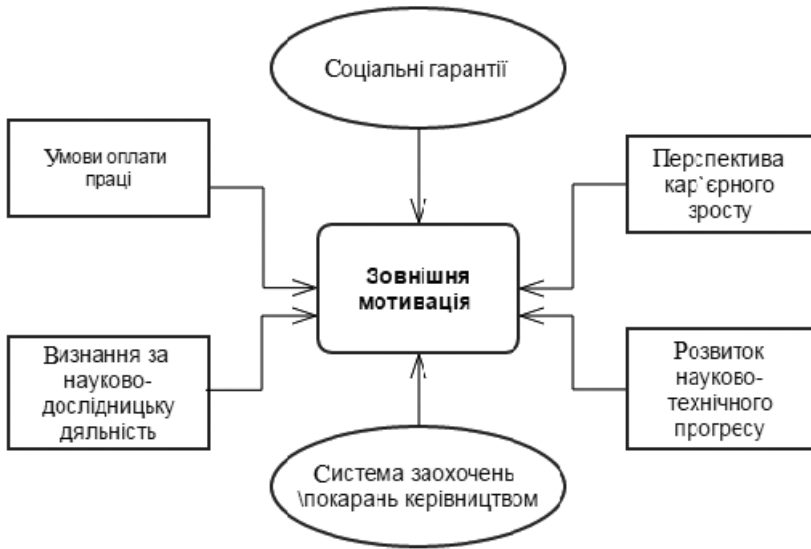 Соціальні гарантії
Умови оплати
праці
Перспектива
кар`єрного
зросту
Зовнішня
мотивація
Визнання за
науково-
дослідницьку
дяльність
Розвиток
науково-
технічного
прогресу
Система заохочень
\покарань керівництвом